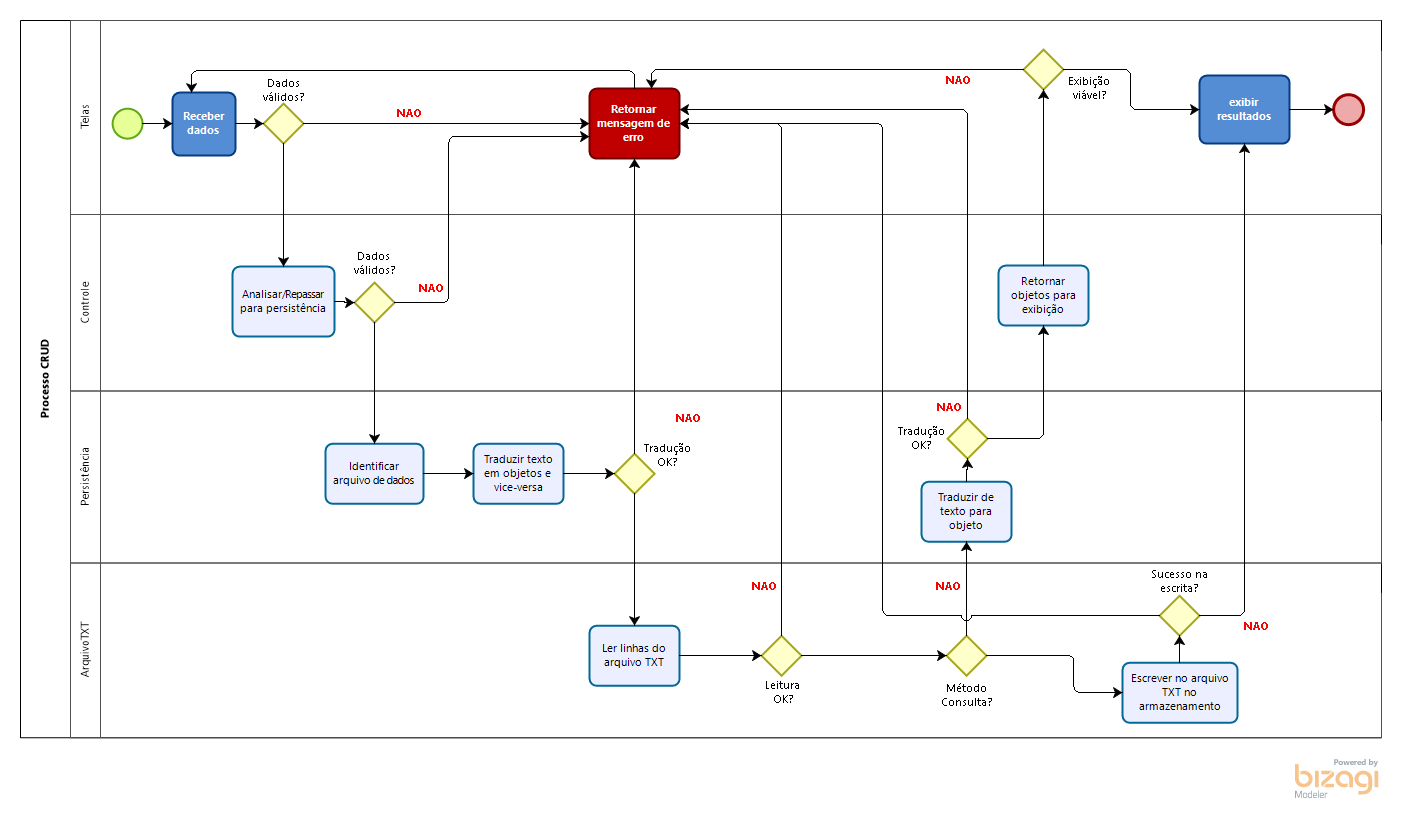 Processo CRUD
Telas
Receber
dados
Dados
válidos?
NAO
Retornar
mensagem de
erro
NAO
Exibição
viável?
exibir
resultados
Controle
Analisar/Repassar
para persistência
Dados
válidos?
NAO
Retornar
objetos para
exibição
Persistência
Identificar
arquivo de dados
Traduzir texto
em objetos e
vice-versa
NAO
Tradução
OK?
NAO
Tradução
OK?
Traduzir de
texto para
objeto
ArquivoTXT
Ler linhas do
arquivo TXT
NAO
Leitura
OK?
NAO
Método
Consulta?
Sucesso na
escrita?
NAO
Escrever no arquivo
TXT no
armazenamento
Powered by
bizagi
Modeler